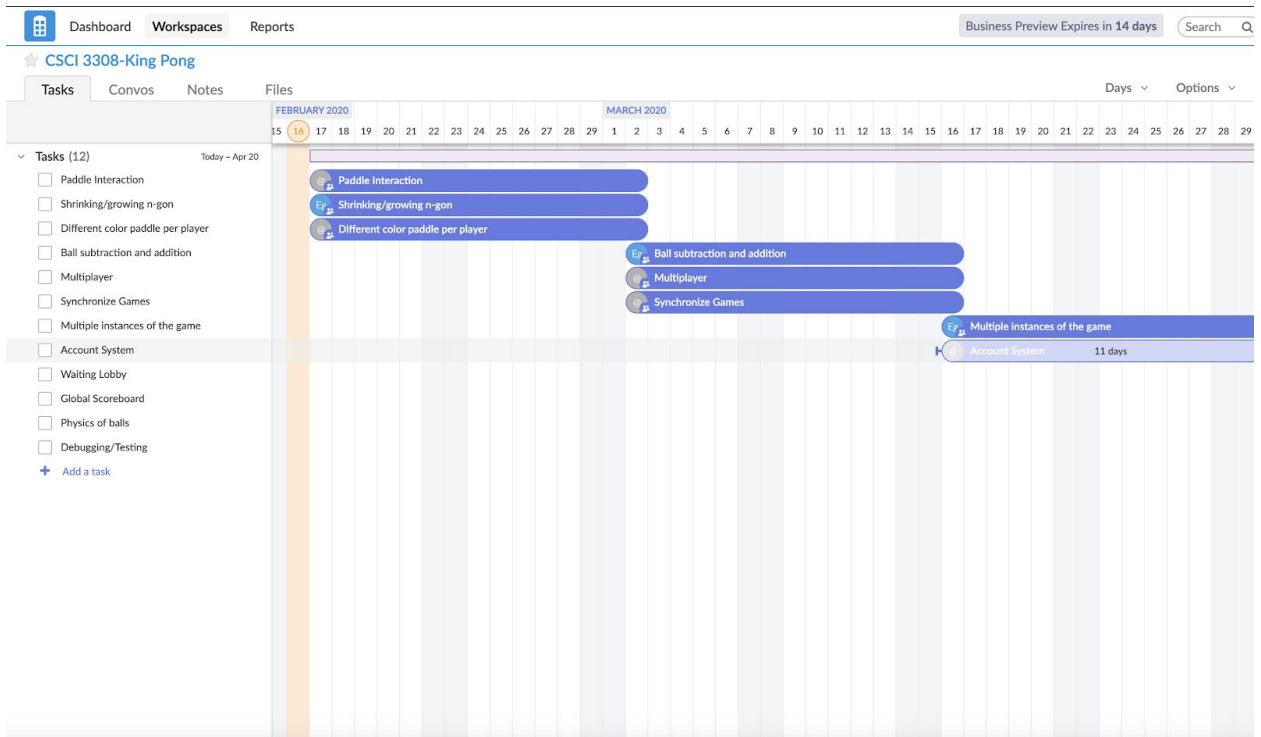 Dashboard Workspaces Reports Business Preview Expires in 14 days Search
CSCI 3308-King Pong
Tasks Convos Notes Files Days Options
FEBRUARY 2020 MARCH 2020
15 16 17 18 19 20 21 22 23 24 25 26 27 28 29 1 2 3 4 5 6 7 8 9 10 11 12 13 14 15 16 17 18 19 20 21 22 23 24 25 26 27 28 29
Tasks (12) Today – Apr 20
Paddle Interaction @ Paddle Interaction
Shrinking/growing n-gon Shrinking/growing n-gon
Different color paddle per player @ Different color paddle per player
Ball subtraction and addition Ball subtraction and addition
Multiplayer @ Multiplayer
Synchronize Games @ Synchronize Games
Multiple instances of the game Multiple instances of the game
Account System Account System 11 days
Waiting Lobby
Global Scoreboard
Physics of balls
Debugging/Testing
Add a task